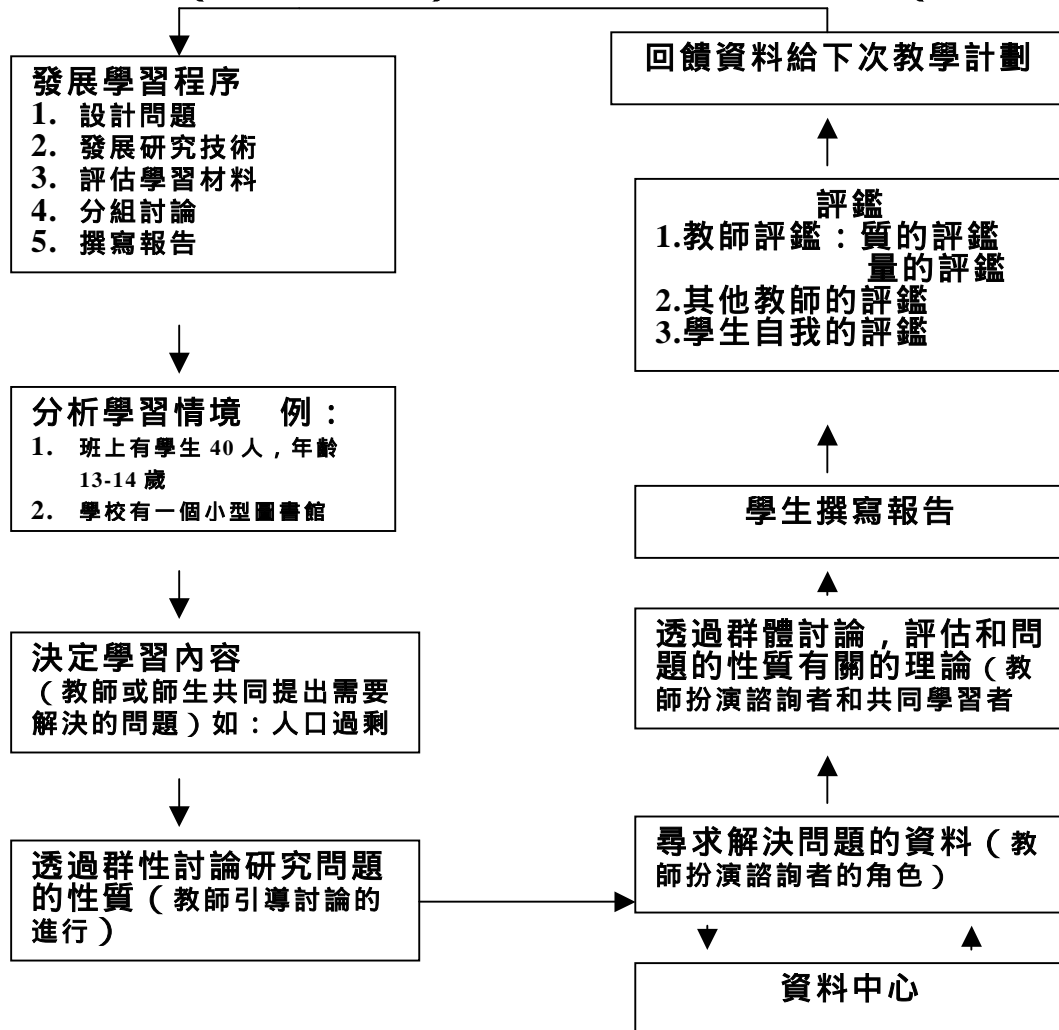 發展學習程序
1. 設計問題
2. 發展研究技術
3. 評估學習材料
4. 分組討論
5. 撰寫報告
分析學習情境　例：
1. 班上有學生 40 人，年齡
13-14 歲
2. 學校有一個小型圖書館
決定學習內容
（教師或師生共同提出需要
解決的問題）如：人口過剩
透過群性討論研究問題
的性質（教師引導討論的
進行）
回饋資料給下次教學計劃
評鑑
1.教師評鑑：質的評鑑
量的評鑑
2.其他教師的評鑑
3.學生自我的評鑑
學生撰寫報告
透過群體討論，評估和問
題的性質有關的理論（教
師扮演諮詢者和共同學習者
尋求解決問題的資料（教
師扮演諮詢者的角色）
資料中心